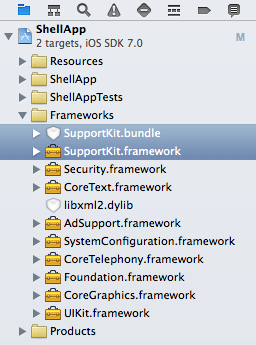 ShellApp
2 targets, iOS SDK 7.0
M
Resources
ShellApp
ShellAppTests
Frameworks
SupportKit.bundle
SupportKit.framework
Security.framework
CoreText.framework
libxml2.dylib
AdSupport.framework
SystemConfiguration.framework
CoreTelephony.framework
Foundation.framework
CoreGraphics.framework
UIKit.framework
Products